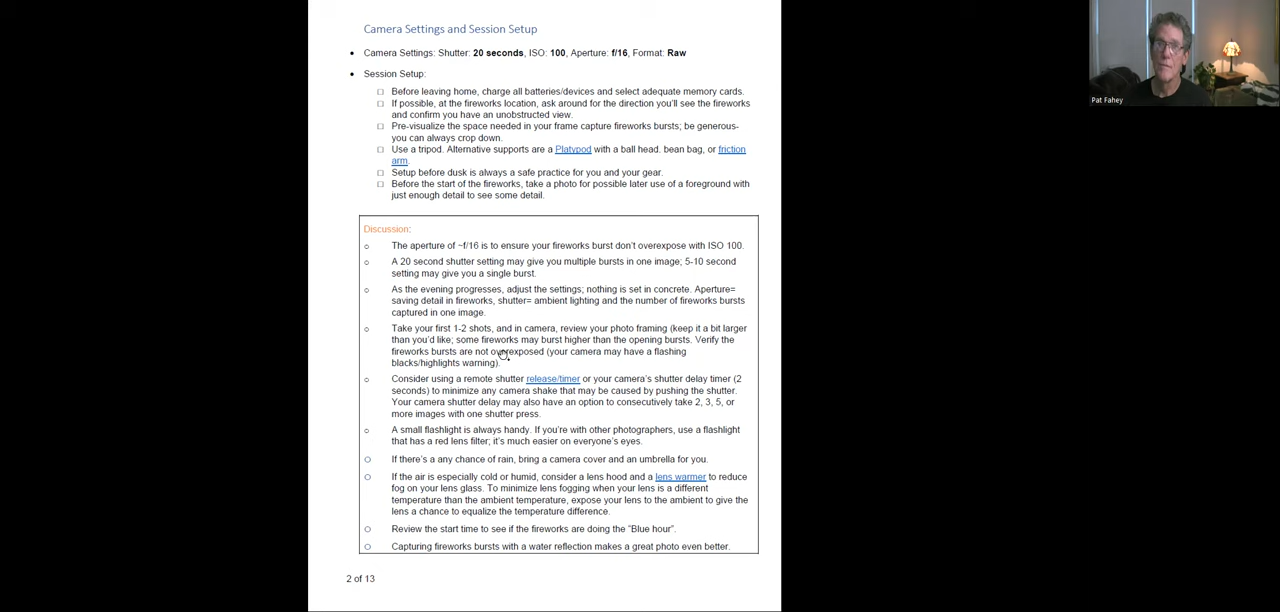 Camera Settings and Session Setup
Pat Fahey
• Camera Settings: Shutter: 20 seconds, ISO: 100, Aperture: f/16, Format: Raw
• Session Setup:
□ Before leaving home, charge all batteries/devices and select adequate memory cards.
□ If possible, at the fireworks location, ask around for the direction you'll see the fireworks
and confirm you have an unobstructed view.
□ Pre-visualize the space needed in your frame capture fireworks bursts; be generous-
you can always crop down.
□ Use a tripod. Alternative supports are a Platypod with a ball head. bean bag, or friction
arm.
□ Setup before dusk is always a safe practice for you and your gear.
□ Before the start of the fireworks, take a photo for possible later use of a foreground with
just enough detail to see some detail.
Discussion:
o The aperture of ~f/16 is to ensure your fireworks burst don't overexpose with ISO 100.
o A 20 second shutter setting may give you multiple bursts in one image; 5-10 second
setting may give you a single burst.
o As the evening progresses, adjust the settings; nothing is set in concrete. Aperture=
saving detail in fireworks, shutter= ambient lighting and the number of fireworks bursts
captured in one image.
o Take your first 1-2 shots, and in camera, review your photo framing (keep it a bit larger
than you'd like; some fireworks may burst higher than the opening bursts. Verify the
fireworks bursts are not overexposed (your camera may have a flashing
blacks/highlights warning).
o Consider using a remote shutter release/timer or your camera's shutter delay timer (2
seconds) to minimize any camera shake that may be caused by pushing the shutter.
Your camera shutter delay may also have an option to consecutively take 2, 3, 5, or
more images with one shutter press.
o A small flashlight is always handy. If you're with other photographers, use a flashlight
that has a red lens filter; it's much easier on everyone's eyes.
o If there's a any chance of rain, bring a camera cover and an umbrella for you.
o If the air is especially cold or humid, consider a lens hood and a lens warmer to reduce
fog on your lens glass. To minimize lens fogging when your lens is a different
temperature than the ambient temperature, expose your lens to the ambient to give the
lens a chance to equalize the temperature difference.
o Review the start time to see if the fireworks are doing the "Blue hour".
o Capturing fireworks bursts with a water reflection makes a great photo even better.
2 of 13